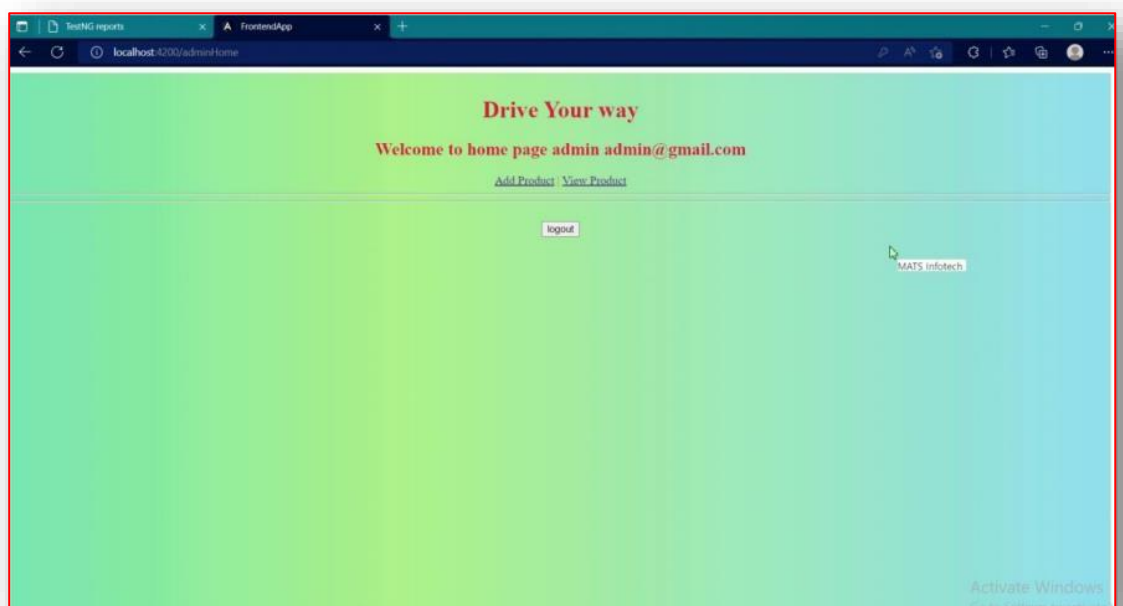 TestNG reports
FrontendApp
localhost:4200/adminHome
Drive Your way
Welcome to home page admin admin@gmail.com
Add Product | View Product
logout
MATS Infotech
Activate Windows